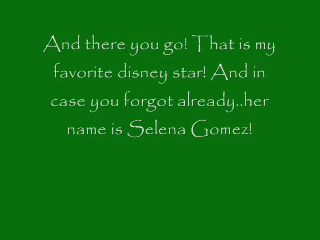 And there you go! That is my
favorite disney star! And in
case you forgot already..her
name is Selena Gomez!